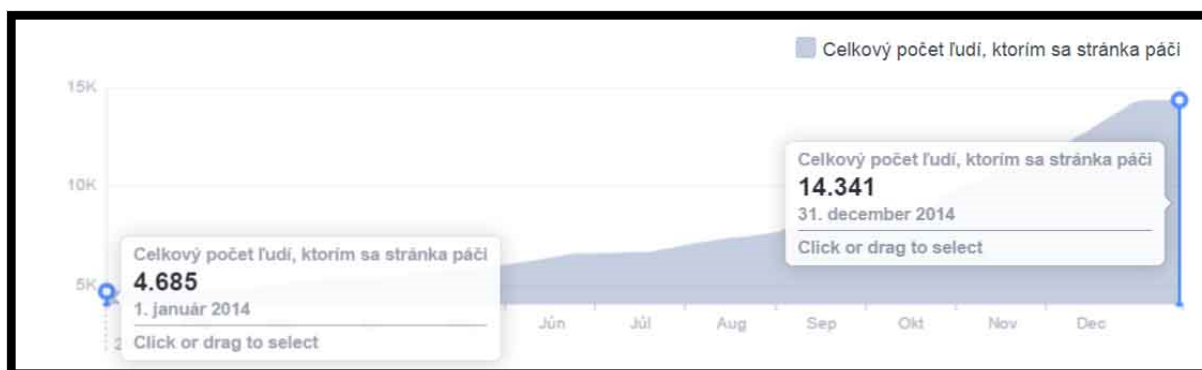 Celkový počet ľudí, ktorím sa stránka páči
15K
10K
5K
Celkový počet ľudí, ktorím sa stránka páči
14.341
31. december 2014
Click or drag to select
Celkový počet ľudí, ktorím sa stránka páči
4.685
1. január 2014
Click or drag to select
Jún Júl Aug Sep Okt Nov Dec